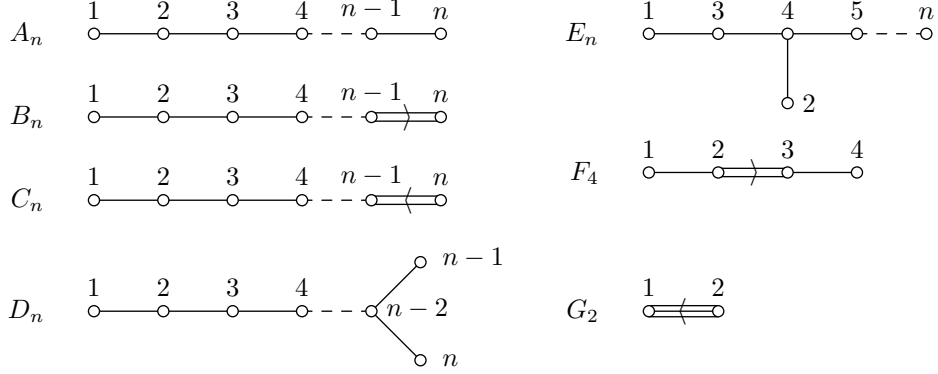 1 2 3 4 n − 1 n
A_n
1 2 3 4 n − 1 n
B_n
1 2 3 4 n − 1 n
C_n
1 2 3 4 n − 1
D_n n − 2
n
1 3 4 5 n
E_n
2
1 2 3 4
F_4
1 2
G_2